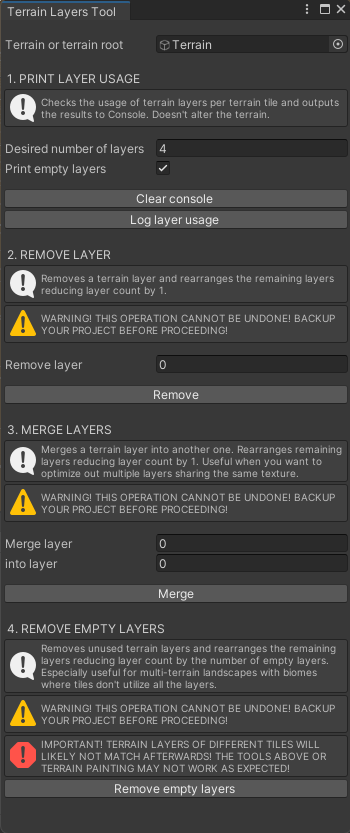 Terrain Layers Tool
Terrain or terrain root
Terrain
1. PRINT LAYER USAGE
Checks the usage of terrain layers per terrain tile and outputs
the results to Console. Doesn't alter the terrain.
Desired number of layers
4
Print empty layers
Clear console
Log layer usage
2. REMOVE LAYER
Removes a terrain layer and rearranges the remaining layers
reducing layer count by 1.
WARNING! THIS OPERATION CANNOT BE UNDONE! BACKUP
YOUR PROJECT BEFORE PROCEEDING!
Remove layer
0
Remove
3. MERGE LAYERS
Merges a terrain layer into another one. Rearranges remaining
layers reducing layer count by 1. Useful when you want to
optimize out multiple layers sharing the same texture.
WARNING! THIS OPERATION CANNOT BE UNDONE! BACKUP
YOUR PROJECT BEFORE PROCEEDING!
Merge layer
0
into layer
0
Merge
4. REMOVE EMPTY LAYERS
Removes unused terrain layers and rearranges the remaining
layers reducing layer count by the number of empty layers.
Especially useful for multi-terrain landscapes with biomes
where tiles don't utilize all the layers.
WARNING! THIS OPERATION CANNOT BE UNDONE! BACKUP
YOUR PROJECT BEFORE PROCEEDING!
IMPORTANT! TERRAIN LAYERS OF DIFFERENT TILES WILL
LIKELY NOT MATCH AFTERWARDS! THE TOOLS ABOVE OR
TERRAIN PAINTING MAY NOT WORK AS EXPECTED!
Remove empty layers